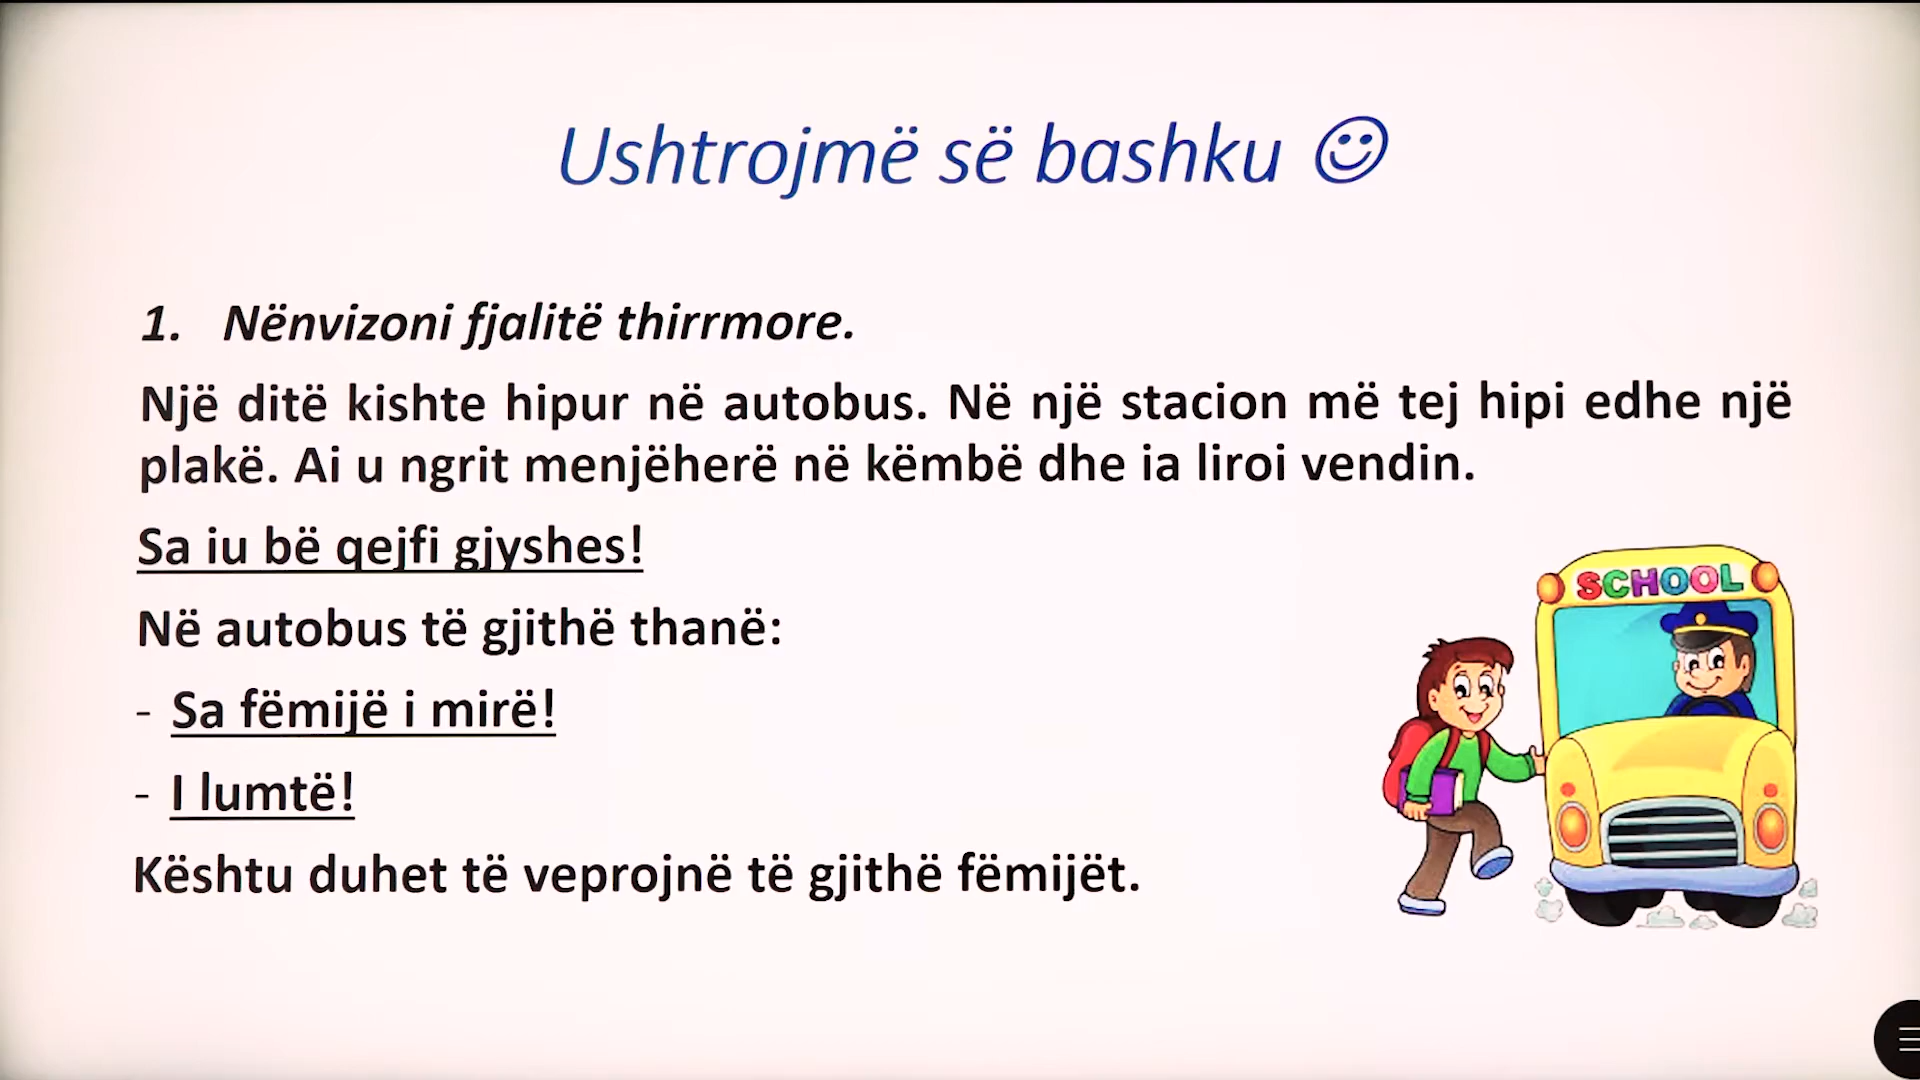 Ushtrojmë së bashku ☺
1. Nënvizoni fjalitë thirrmore.
Një ditë kishte hipur në autobus. Në një stacion më tej hipi edhe një
plakë. Ai u ngrit menjëherë në këmbë dhe ia liroi vendin.
Sa iu bë qejfi gjyshes!
Në autobus të gjithë thanë:
- Sa fëmijë i mirë!
- I lumtë!
Kështu duhet të veprojnë të gjithë fëmijët.
SCHOOL